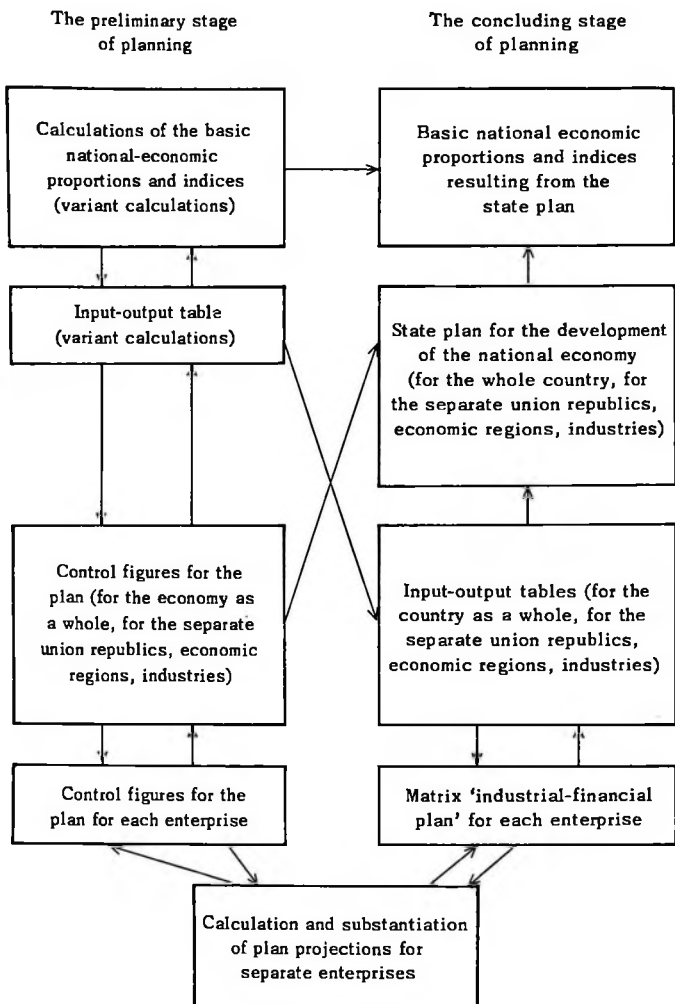 The preliminary stage
of planning
The concluding stage
of planning
Calculations of the basic
national-economic
proportions and indices
(variant calculations)
Basic national economic
proportions and indices
resulting from the
state plan
Input-output table
(variant calculations)
State plan for the development
of the national economy
(for the whole country, for
the separate union republics,
economic regions, industries)
Control figures for the
plan (for the economy as
a whole, for the separate
union republics, economic
regions, industries)
Input-output tables (for the
country as a whole, for the
separate union republics,
economic regions, industries)
Control figures for the
plan for each enterprise
Matrix ‘industrial-financial
plan’ for each enterprise
Calculation and substantiation
of plan projections for
separate enterprises